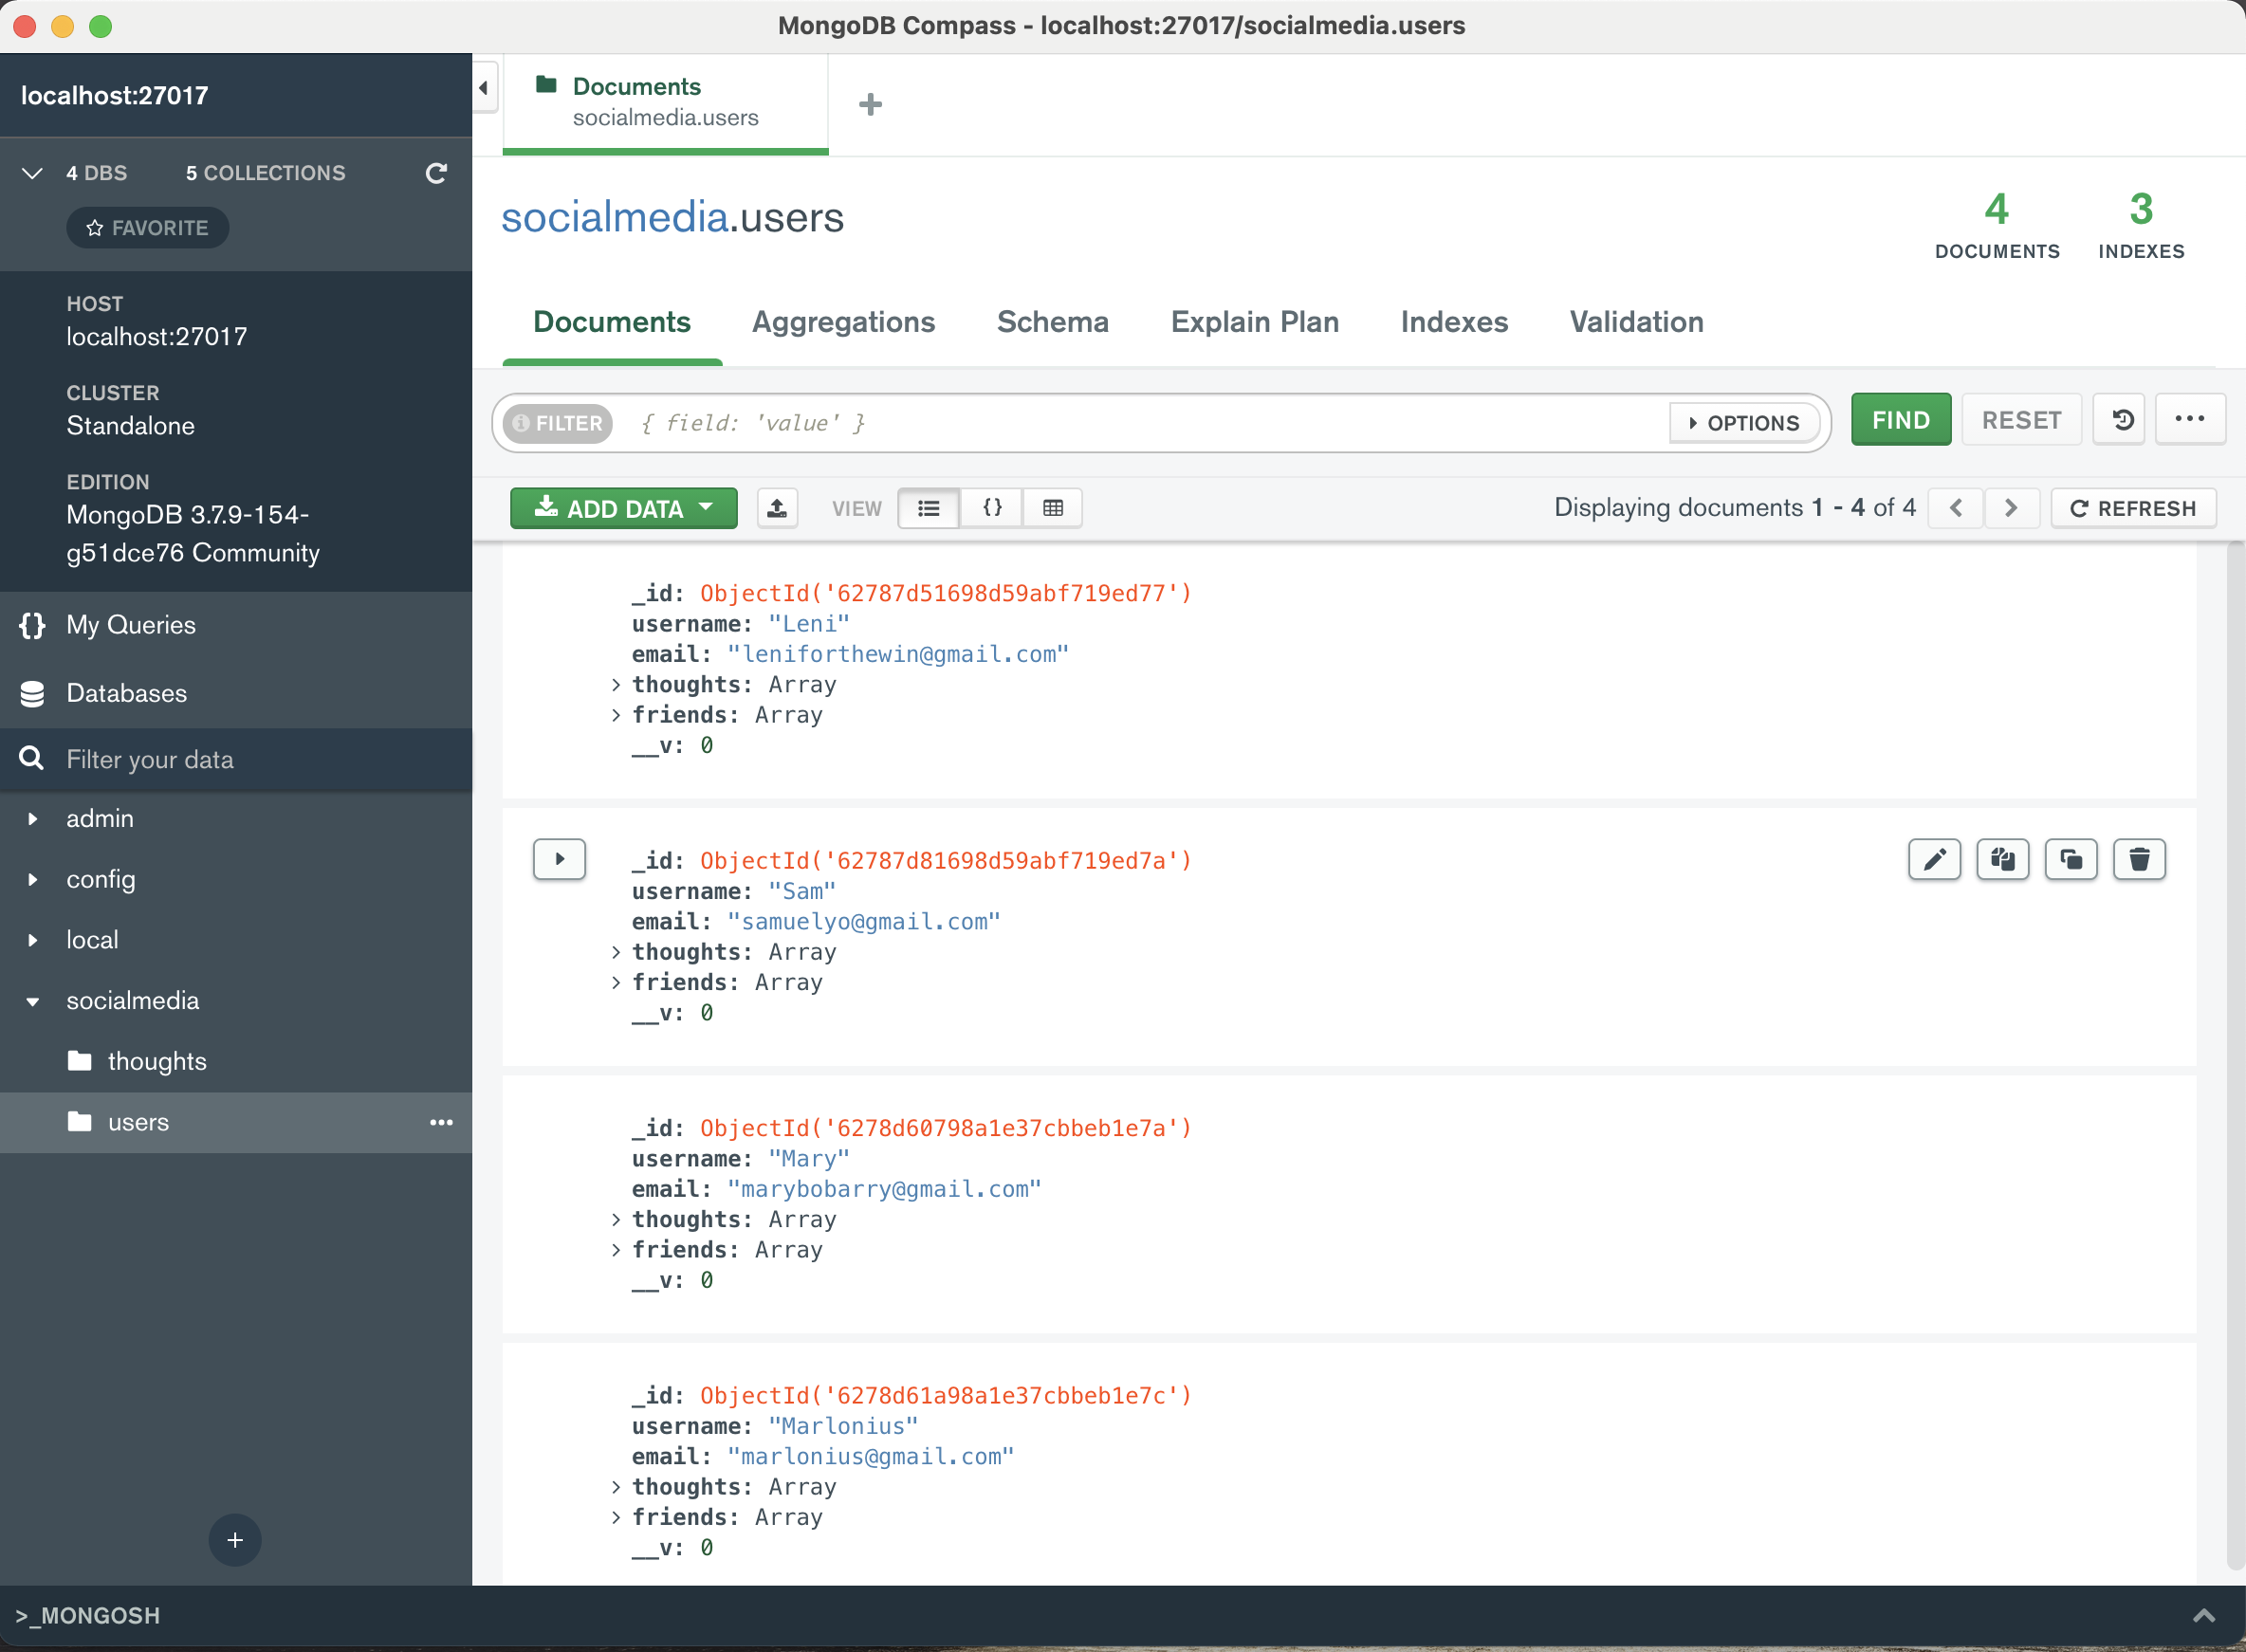 MongoDB Compass - localhost:27017/socialmedia.users
localhost:27017
4 DBS 5 COLLECTIONS
FAVORITE
HOST
localhost:27017
CLUSTER
Standalone
EDITION
MongoDB 3.7.9-154-
g51dce76 Community
My Queries
Databases
Filter your data
admin
config
local
socialmedia
thoughts
users
>_MONGOSH
Documents
socialmedia.users
socialmedia.users
4
DOCUMENTS
3
INDEXES
Documents Aggregations Schema Explain Plan Indexes Validation
FILTER { field: 'value' } OPTIONS FIND RESET
ADD DATA VIEW Displaying documents 1 - 4 of 4 REFRESH
_id: ObjectId('62787d51698d59abf719ed77')
username: "Leni"
email: "leniforthewin@gmail.com"
thoughts: Array
friends: Array
__v: 0
_id: ObjectId('62787d81698d59abf719ed7a')
username: "Sam"
email: "samuelyo@gmail.com"
thoughts: Array
friends: Array
__v: 0
_id: ObjectId('6278d60798a1e37cbbeb1e7a')
username: "Mary"
email: "marybobarry@gmail.com"
thoughts: Array
friends: Array
__v: 0
_id: ObjectId('6278d61a98a1e37cbbeb1e7c')
username: "Marlonius"
email: "marlonius@gmail.com"
thoughts: Array
friends: Array
__v: 0